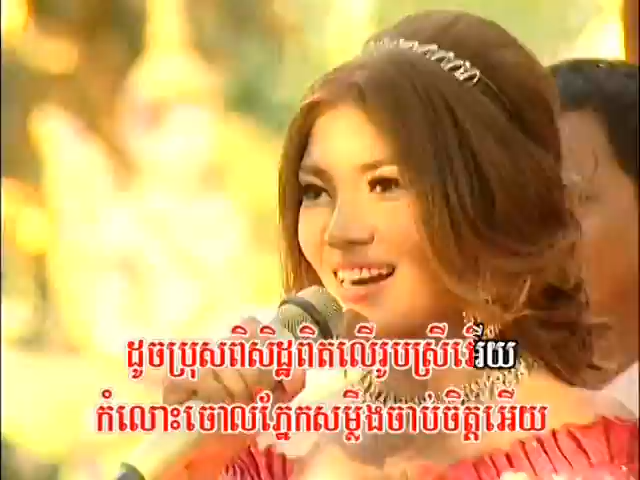 ដូចប្រុសពិសិដ្ឋពិតលើរូបស្រីអើយ
កំលោះចោលភ្នែកសម្លឹងចាប់ចិត្តអើយ